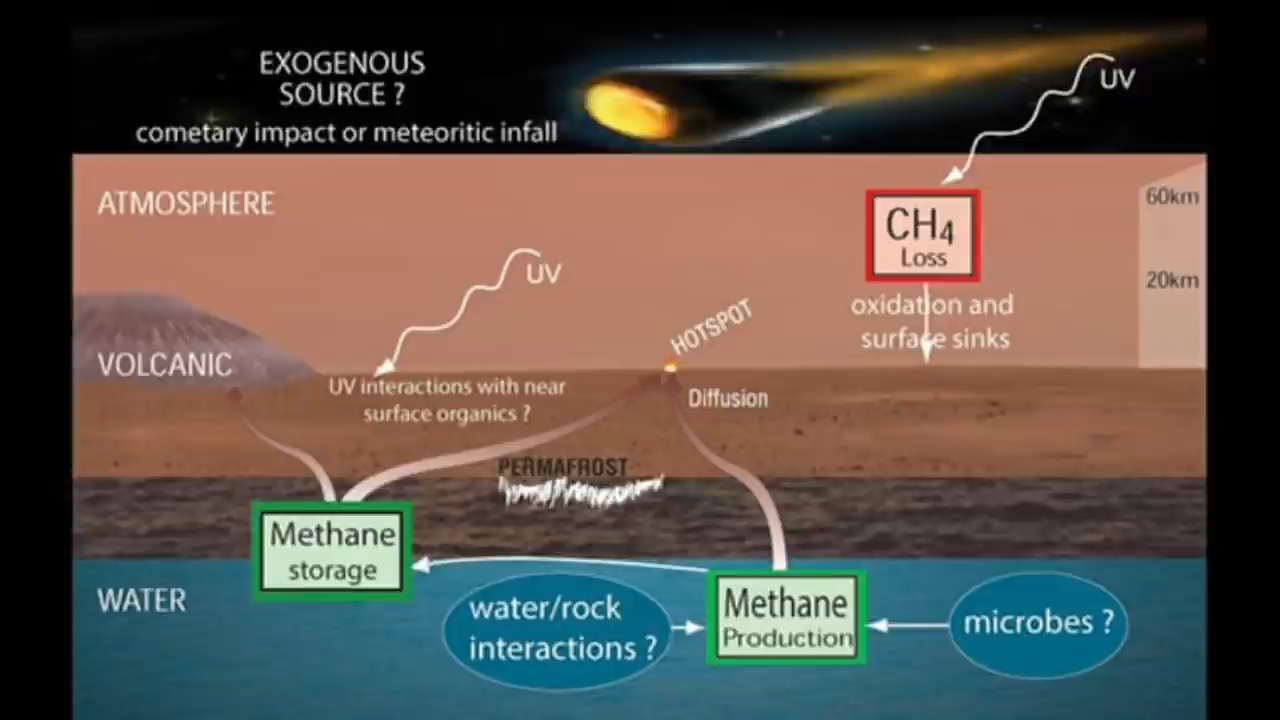 EXOGENOUS
SOURCE ?
cometary impact or meteoritic infall
UV
ATMOSPHERE
60km
CH4
Loss
20km
UV
oxidation and
surface sinks
HOTSPOT
VOLCANIC
UV interactions with near
surface organics ?
Diffusion
PERMAFROST
Methane
storage
WATER
water/rock
interactions ?
Methane
Production
microbes ?